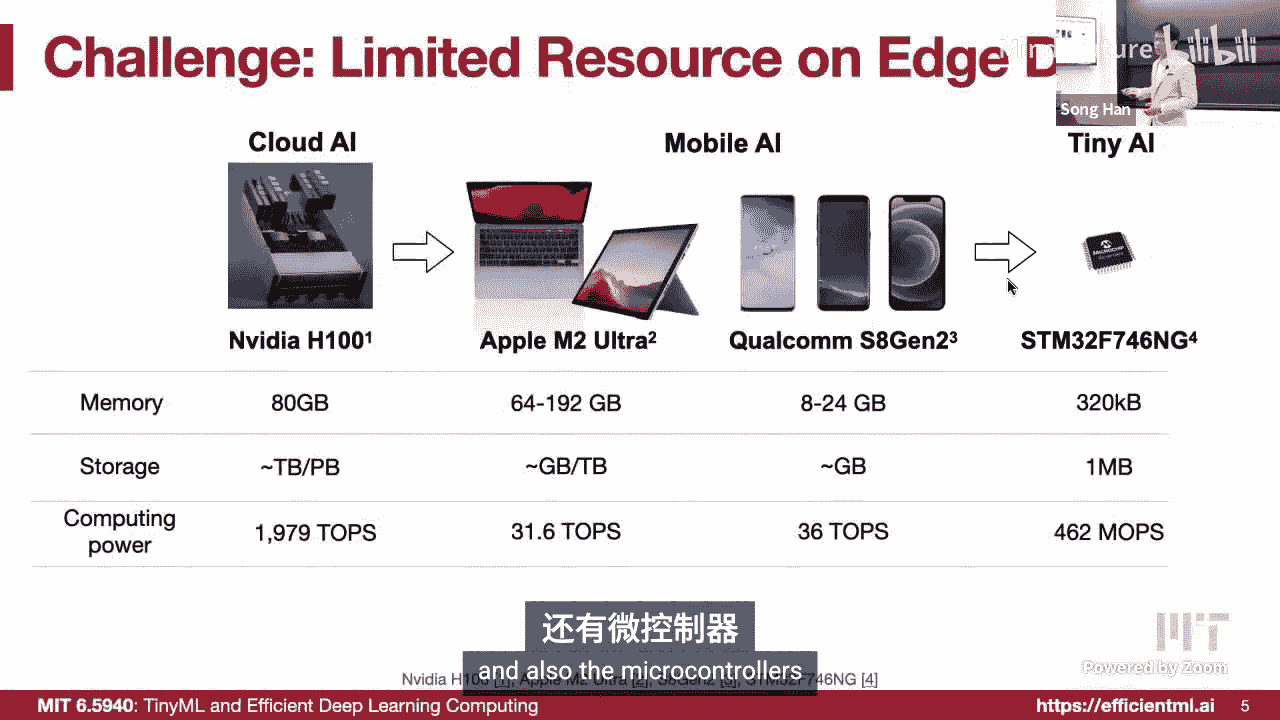 Challenge: Limited Resource on Edge D
Song Han
Cloud AI
Mobile AI
Tiny AI
Nvidia H100¹
Apple M2 Ultra²
Qualcomm S8Gen2³
STM32F746NG⁴
Memory
80GB
64-192 GB
8-24 GB
320kB
Storage
~TB/PB
~GB/TB
~GB
1MB
Computing power
1,979 TOPS
31.6 TOPS
36 TOPS
462 MOPS
还有微控制器
and also the microcontrollers
MIT
Powered by Zoom
MIT 6.5940: TinyML and Efficient Deep Learning Computing
https://efficientml.ai
5